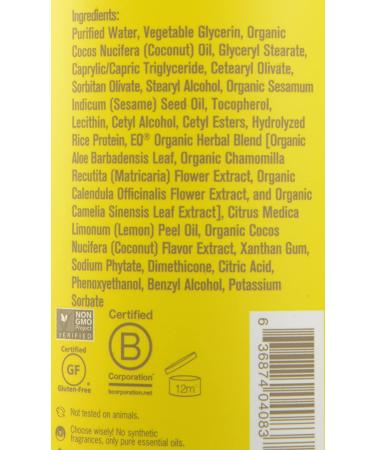 Ingredients:
Purified Water, Vegetable Glycerin, Organic
Cocos Nucifera (Coconut) Oil, Glyceryl Stearate,
Caprylic/Capric Triglyceride, Cetearyl Olivate,
Sorbitan Olivate, Stearyl Alcohol, Organic Sesamum
Indicum (Sesame) Seed Oil, Tocopherol,
Lecithin, Cetyl Alcohol, Cetyl Esters, Hydrolyzed
Rice Protein, EO® Organic Herbal Blend [Organic
Aloe Barbadensis Leaf, Organic Chamomilla
Recutita (Matricaria) Flower Extract, Organic
Calendula Officinalis Flower Extract, and Organic
Camelia Sinensis Leaf Extract], Citrus Medica
Limonum (Lemon) Peel Oil, Organic Cocos
Nucifera (Coconut) Flavor Extract, Xanthan Gum,
Sodium Phytate, Dimethicone, Citric Acid,
Phenoxyethanol, Benzyl Alcohol, Potassium
Sorbate
NON
GMO
Project
VERIFIED
Certified
GF
Gluten-Free
Certified
B
Corporation
bcorporation.net
12m
6 36874 04083
Not tested on animals.
Choose wisely! No synthetic
fragrances, only pure essential oils.